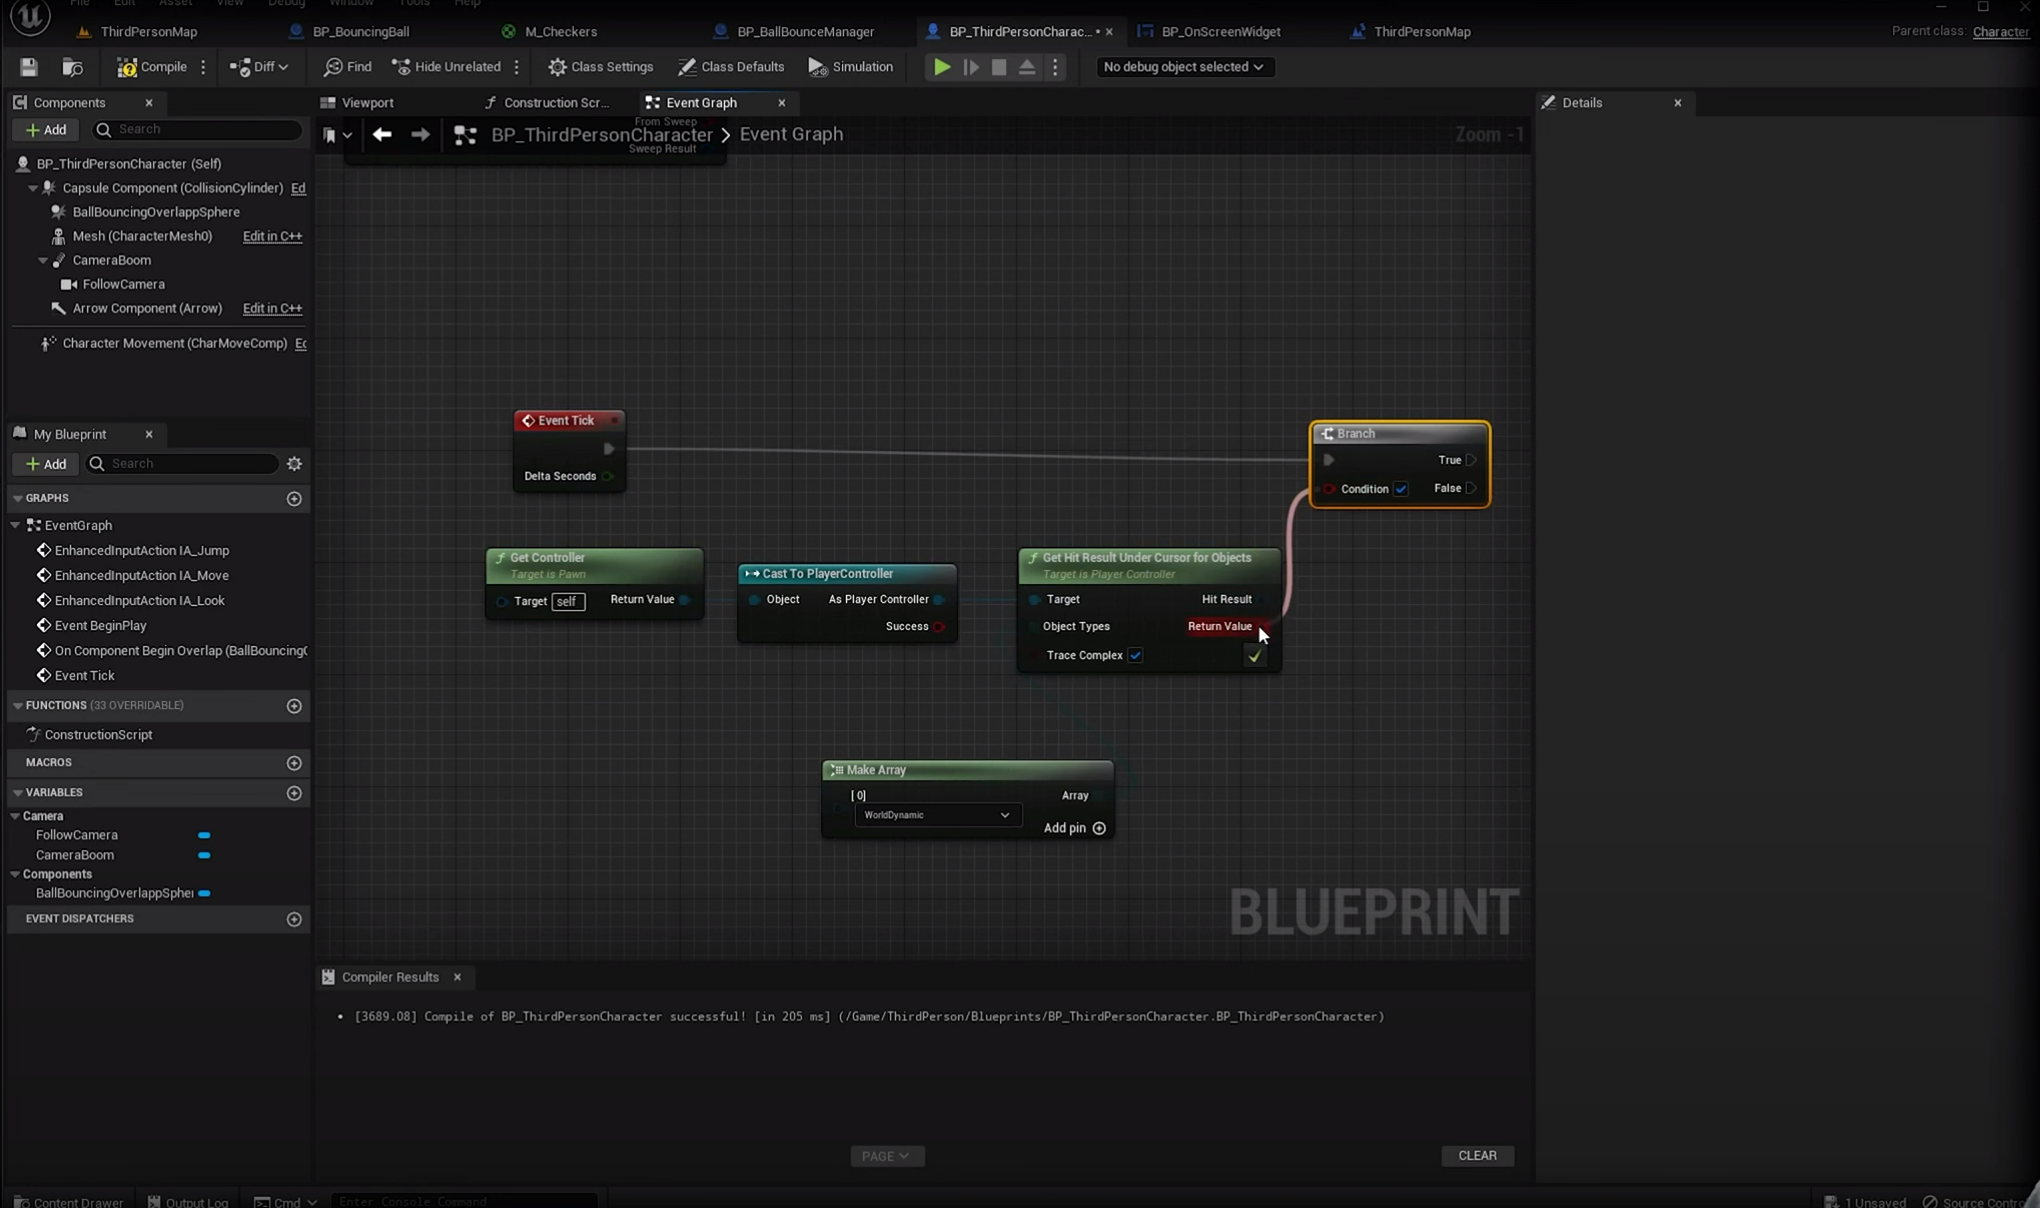 File Edit Asset View Debug Window Tools Help
ThirdPersonMap
BP_BouncingBall
M_Checkers
BP_BallBounceManager
BP_ThirdPersonCharac... •
BP_OnScreenWidget
ThirdPersonMap
Parent class: Character
Compile
Diff
Find
Hide Unrelated
Class Settings
Class Defaults
Simulation
No debug object selected
Components
Viewport
Construction Scr...
Event Graph
Details
Add
Search
From Sweep
BP_ThirdPersonCharacter > Event Graph
Sweep Result
Zoom -1
BP_ThirdPersonCharacter (Self)
Capsule Component (CollisionCylinder) Ed
BallBouncingOverlappSphere
Mesh (CharacterMesh0) Edit in C++
CameraBoom
FollowCamera
Arrow Component (Arrow) Edit in C++
Character Movement (CharMoveComp) Ec
My Blueprint
Add
Search
GRAPHS
EventGraph
EnhancedInputAction IA_Jump
EnhancedInputAction IA_Move
EnhancedInputAction IA_Look
Event BeginPlay
On Component Begin Overlap (BallBouncing(
Event Tick
FUNCTIONS (33 OVERRIDABLE)
ConstructionScript
MACROS
VARIABLES
Camera
FollowCamera
CameraBoom
Components
BallBouncingOverlappSpher
EVENT DISPATCHERS
Event Tick
Delta Seconds
Branch
True
Condition
False
Get Controller
Target is Pawn
Target self
Return Value
Cast To PlayerController
Object
As Player Controller
Success
Get Hit Result Under Cursor for Objects
Target is Player Controller
Target
Hit Result
Object Types
Return Value
Trace Complex
Make Array
[0]
Array
WorldDynamic
Add pin
BLUEPRINT
Compiler Results
• [3689.08] Compile of BP_ThirdPersonCharacter successful! [in 205 ms] (/Game/ThirdPerson/Blueprints/BP_ThirdPersonCharacter.BP_ThirdPersonCharacter)
PAGE
CLEAR
Content Drawer
Output Log
Cmd
Enter Console Command
1 Unsaved
Source Contro